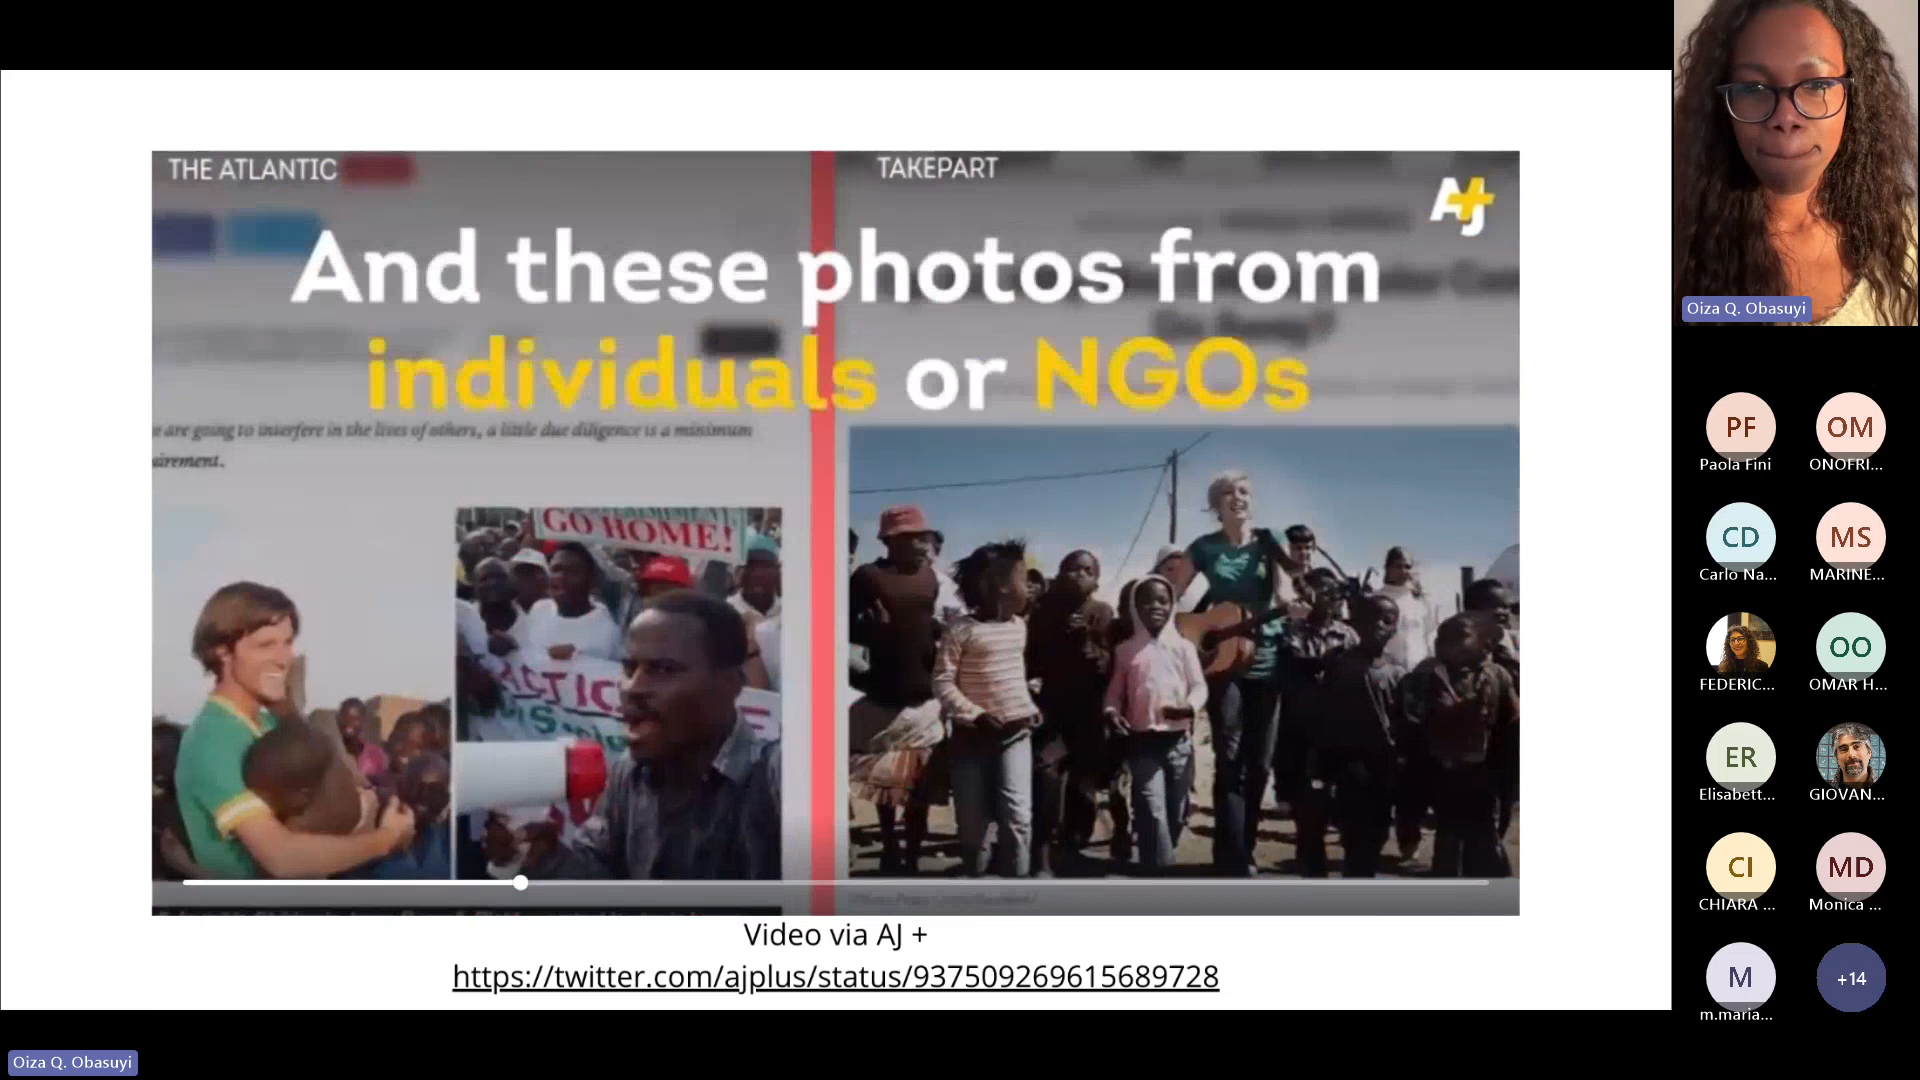 THE ATLANTIC
TAKEPART
AJ+
And these photos from
individuals or NGOs
e are going to interfere in the lives of others, a little due diligence is a minimum
irement.
GO HOME!
Video via AJ +
https://twitter.com/ajplus/status/937509269615689728
Oiza Q. Obasuyi
PF
Paola Fini
OM
ONOFRI...
CD
Carlo Na...
MS
MARINE...
FEDERIC...
OO
OMAR H...
ER
Elisabett...
GIOVAN...
CI
CHIARA ...
MD
Monica ...
M
m.maria...
+14
Oiza Q. Obasuyi